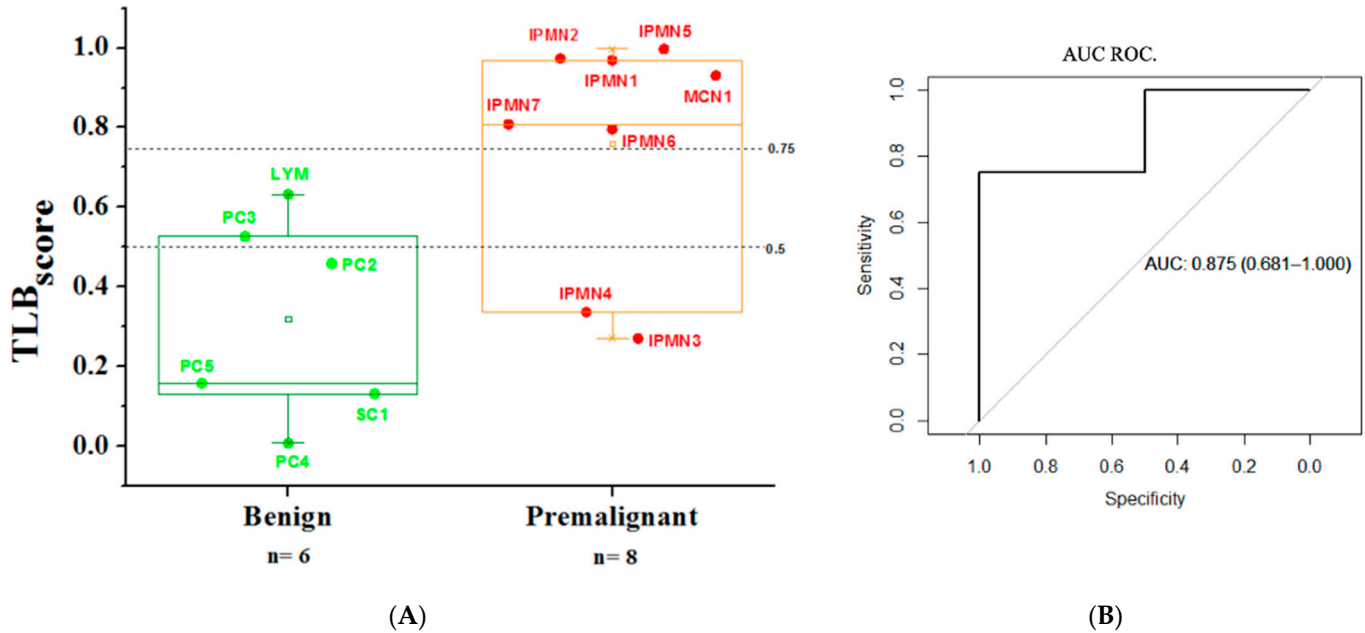 TLBscore
1.0
0.8
0.6
0.4
0.2
0.0
IPMN2
IPMN5
IPMN1
MCN1
IPMN7
IPMN6
0.75
LYM
PC3
0.5
PC2
IPMN4
IPMN3
PC5
SC1
PC4
Benign
Premalignant
n= 6
n= 8
(A)
AUC ROC.
Sensitivity
1.0
0.8
0.6
0.4
0.2
0.0
AUC: 0.875 (0.681–1.000)
1.0 0.8 0.6 0.4 0.2 0.0
Specificity
(B)